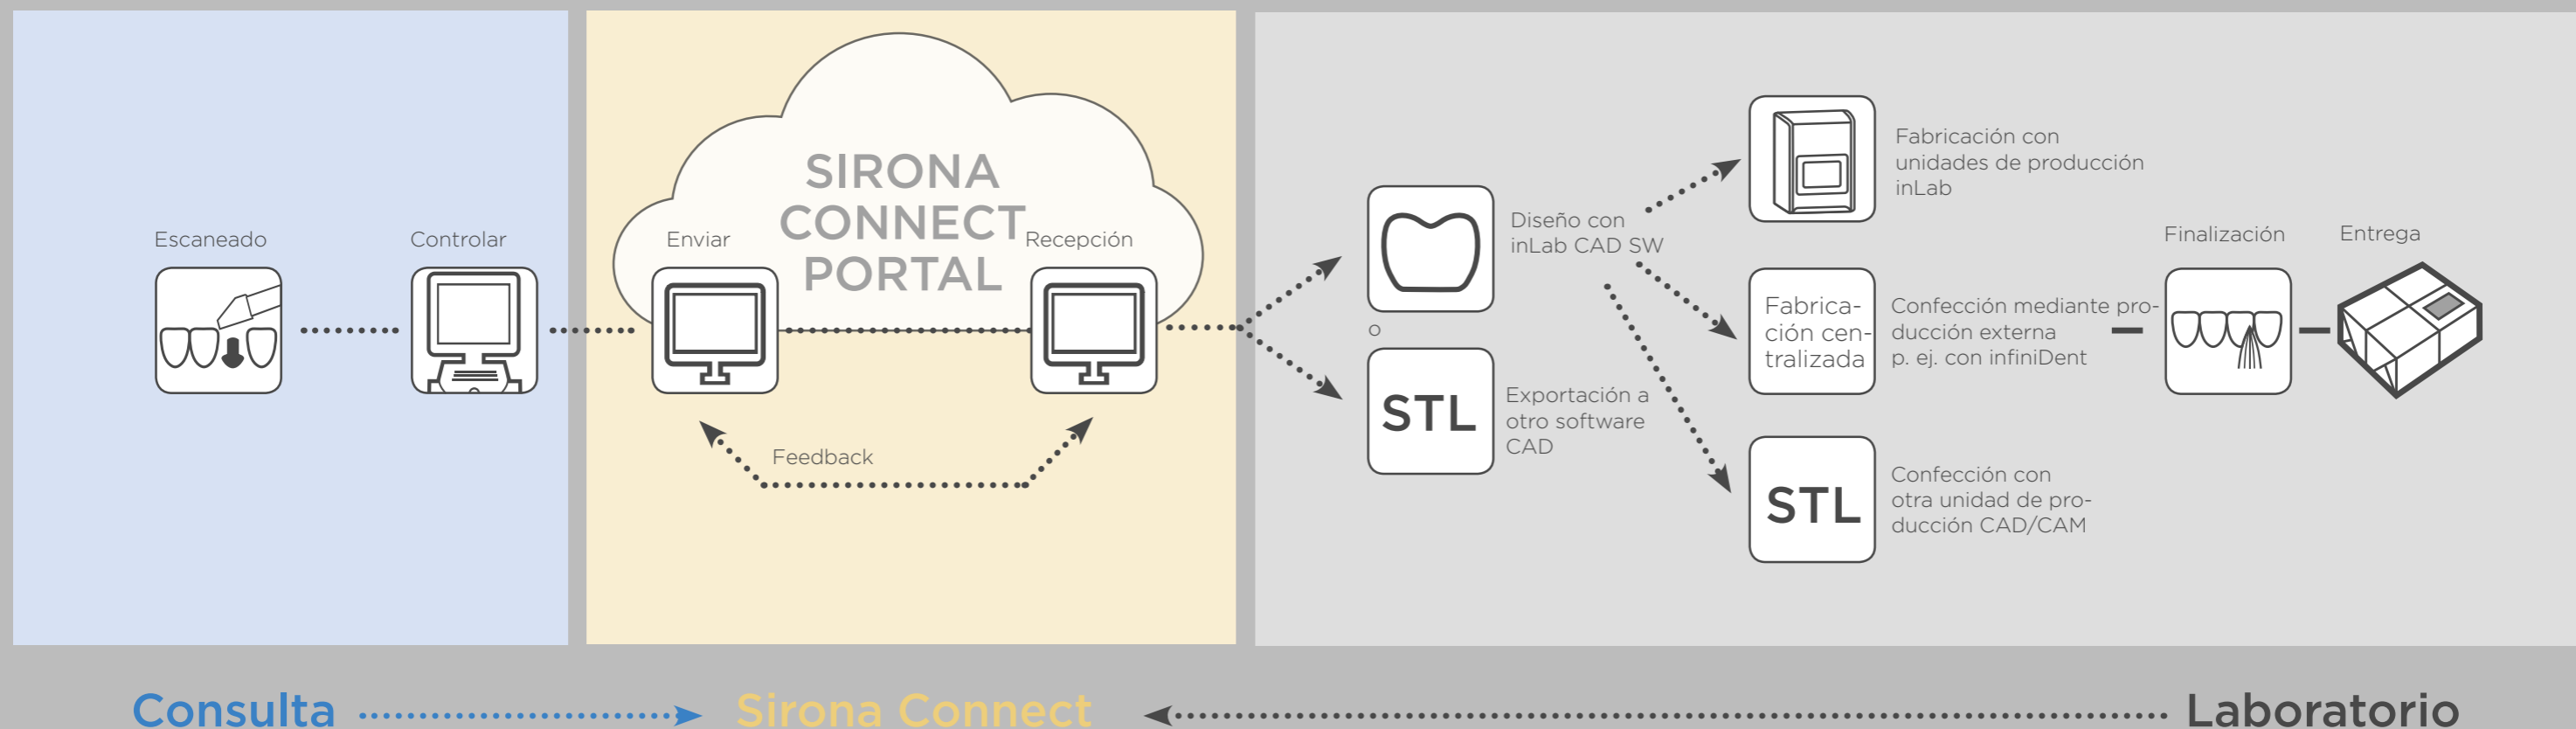 Escaneado
Controlar
SIRONA
CONNECT
PORTAL
Enviar
Recepción
Feedback
Diseño con
inLab CAD SW
o
STL
Exportación a
otro software
CAD
Fabricación con
unidades de producción
inLab
Fabrica-
ción cen-
tralizada
Confección mediante pro-
ducción externa
p. ej. con infiniDent
STL
Confección con
otra unidad de pro-
ducción CAD/CAM
Finalización
Entrega
Consulta
Sirona Connect
Laboratorio